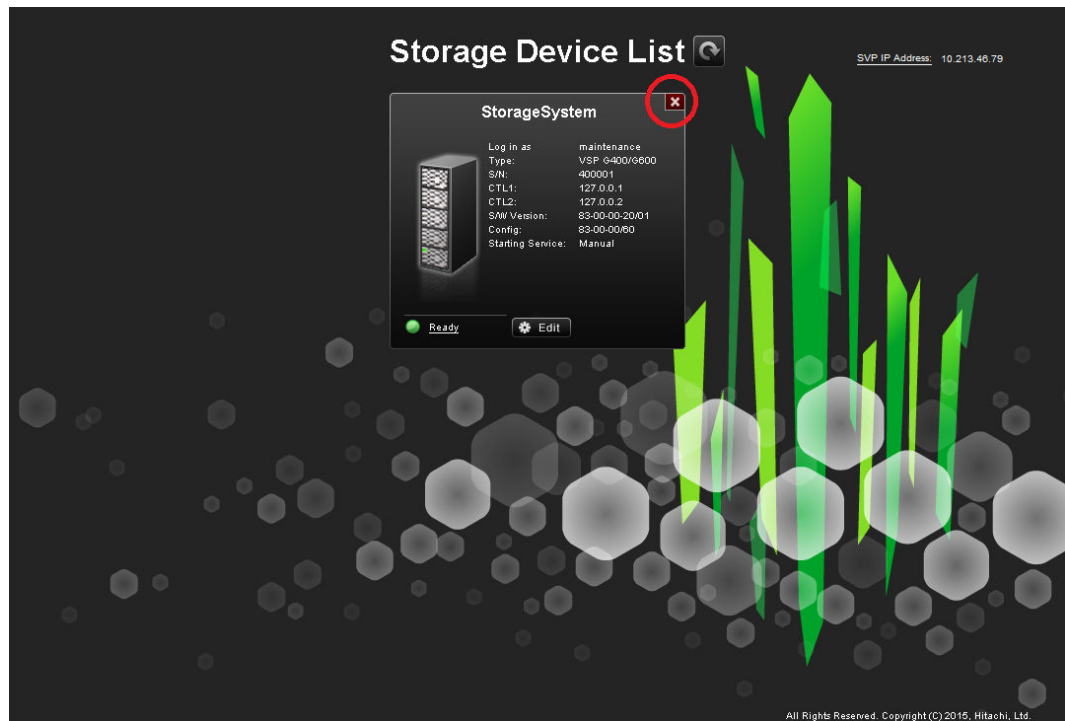 Storage Device List
SVP IP Address: 10.213.46.79
StorageSystem
Log in as maintenance
Type: VSP G400/G600
S/N: 400001
CTL1: 127.0.0.1
CTL2: 127.0.0.2
S/W Version: 83-00-00-20/01
Config: 83-00-00/60
Starting Service: Manual
Ready
Edit
All Rights Reserved. Copyright (C) 2015, Hitachi, Ltd.